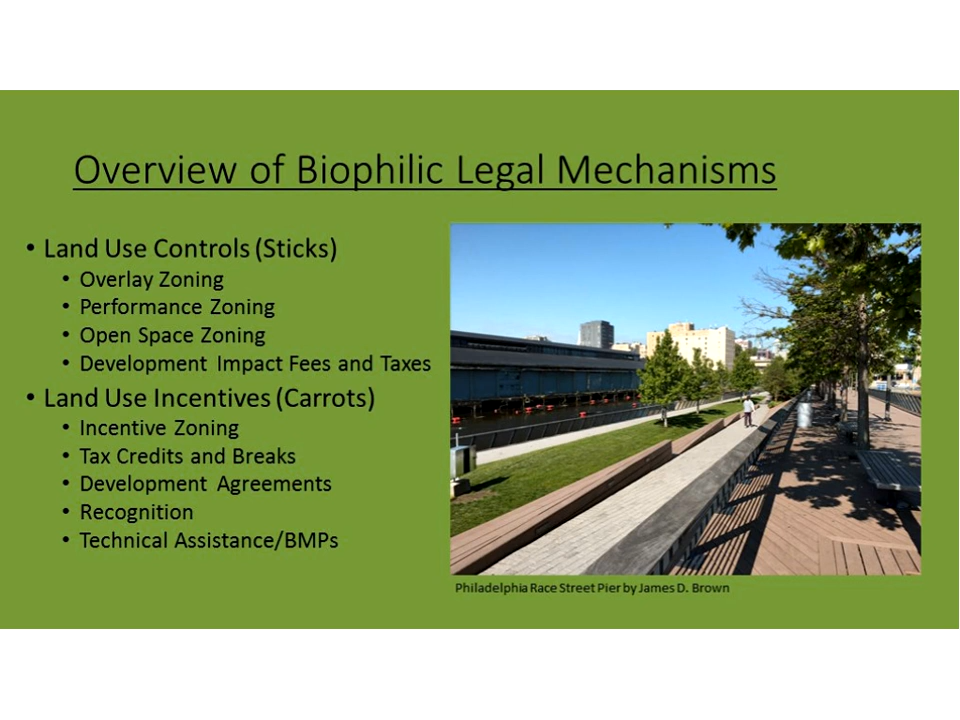 Overview of Biophilic Legal Mechanisms
• Land Use Controls (Sticks)
• Overlay Zoning
• Performance Zoning
• Open Space Zoning
• Development Impact Fees and Taxes
• Land Use Incentives (Carrots)
• Incentive Zoning
• Tax Credits and Breaks
• Development Agreements
• Recognition
• Technical Assistance/BMPs
Philadelphia Race Street Pier by James D. Brown